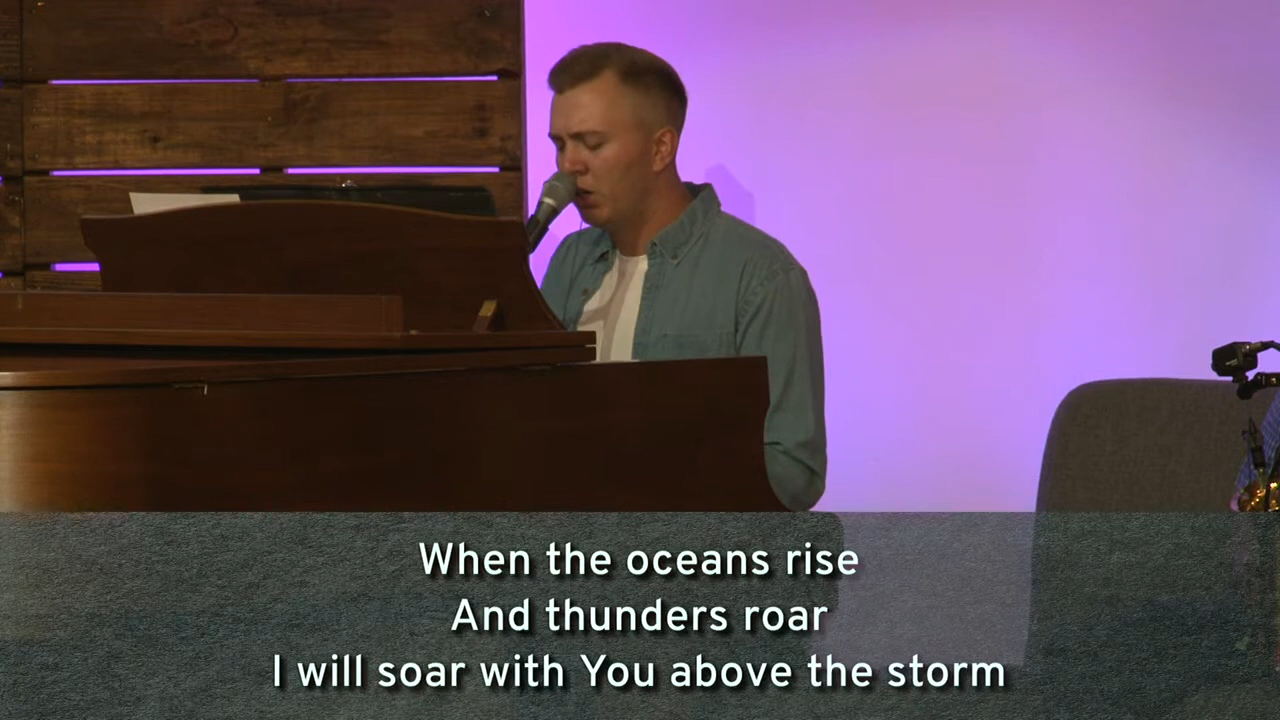 When the oceans rise
And thunders roar
I will soar with You above the storm